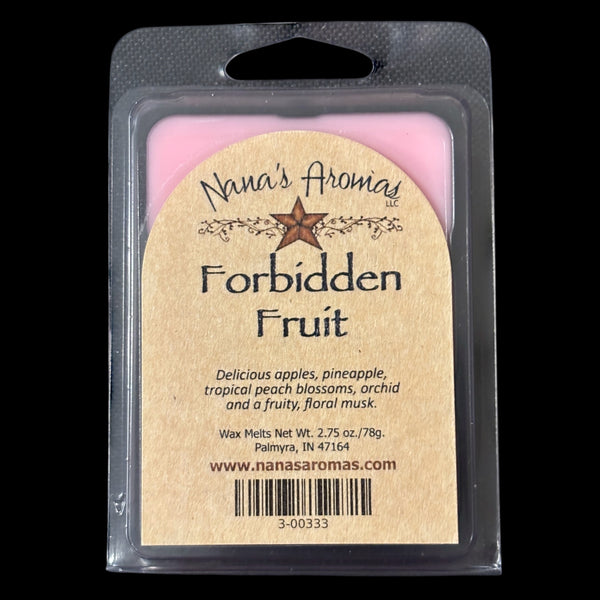 Nana's Aromas
LLC
Forbidden
Fruit
Delicious apples, pineapple,
tropical peach blossoms, orchid
and a fruity, floral musk.
Wax Melts Net Wt. 2.75 oz./78g.
Palmyra, IN 47164
www.nanasaromas.com
3-00333